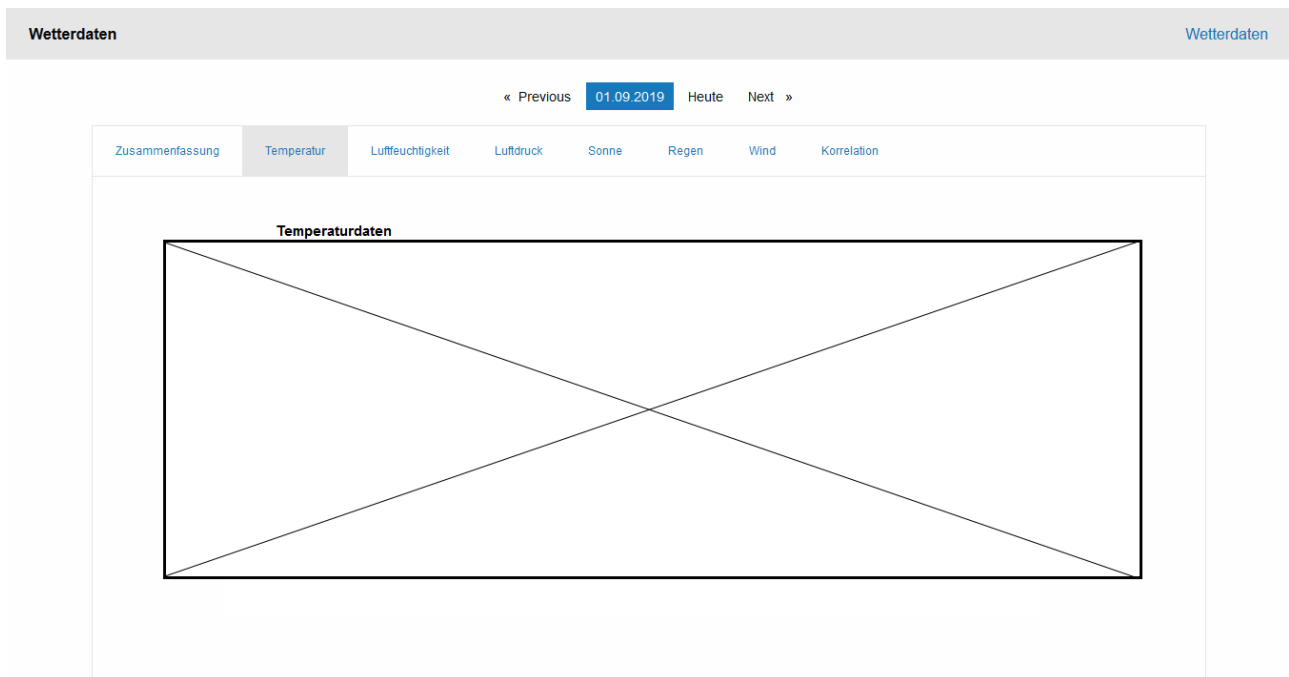 Wetterdaten Wetterdaten
« Previous 01.09.2019 Heute Next »
Zusammenfassung Temperatur Luftfeuchtigkeit Luftdruck Sonne Regen Wind Korrelation
Temperaturdaten